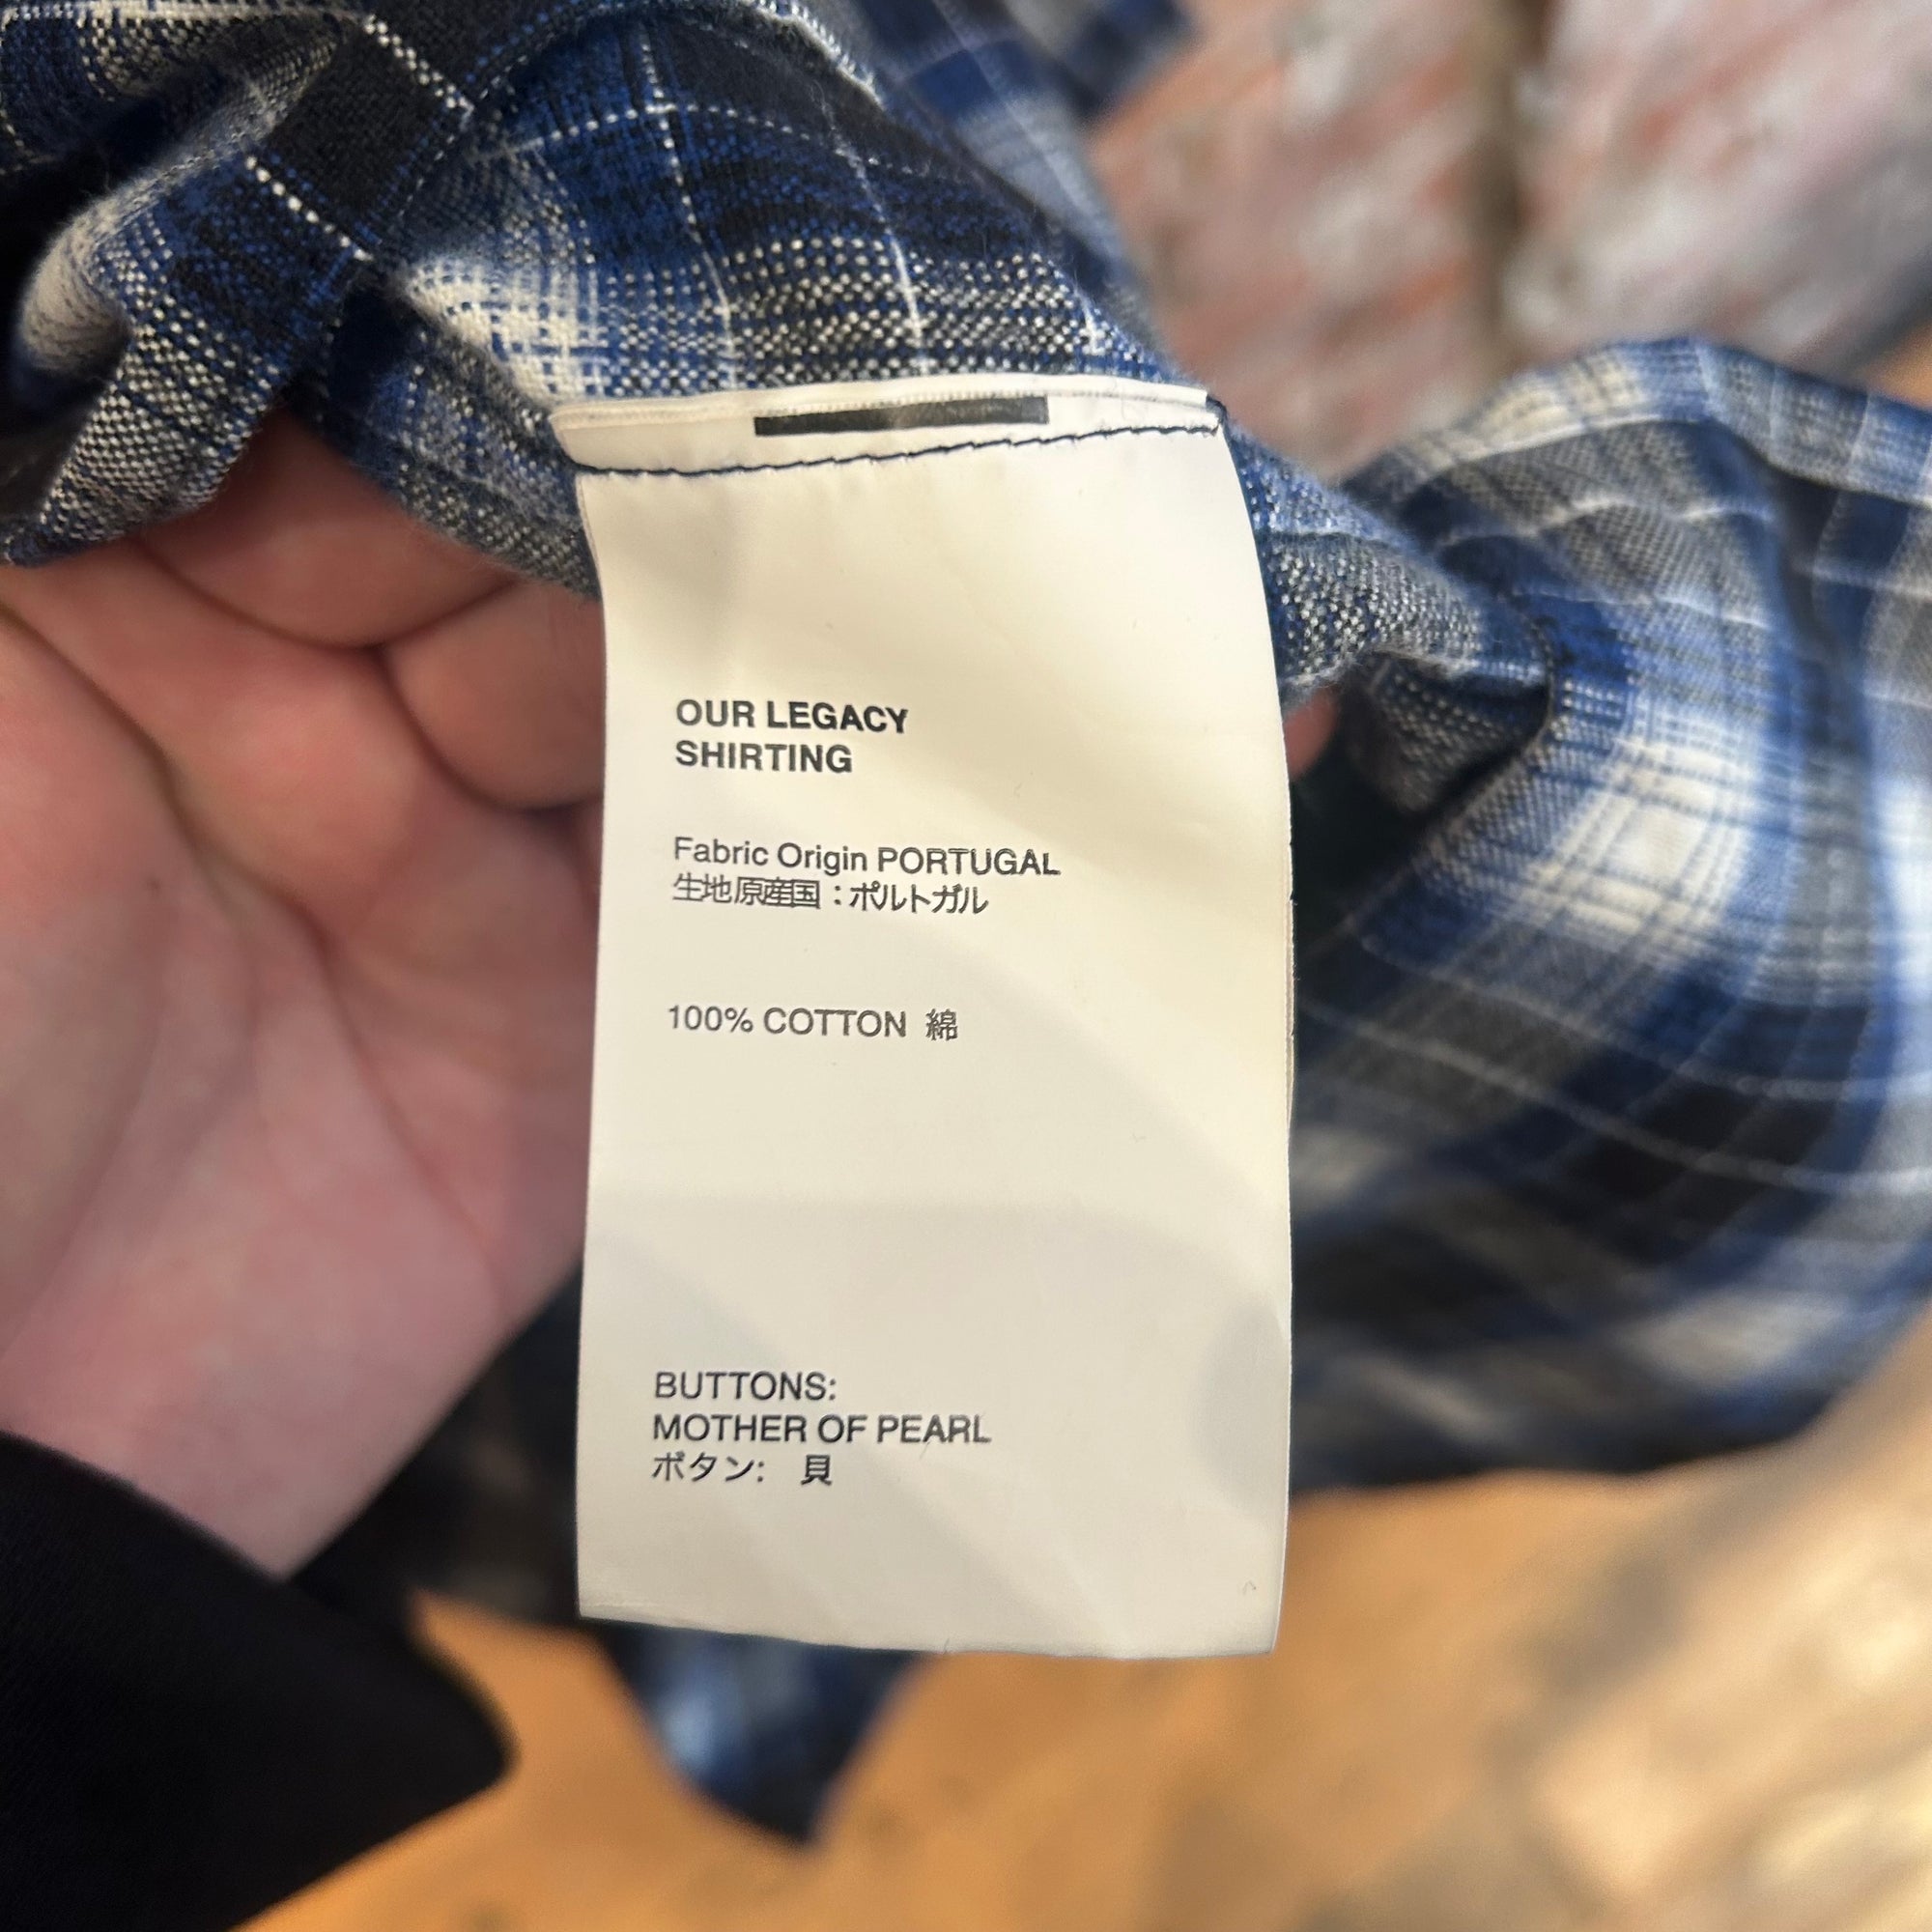 OUR LEGACY
SHIRTING
Fabric Origin PORTUGAL
生地原産国：ポルトガル
100% COTTON 綿
BUTTONS:
MOTHER OF PEARL
ボタン: 貝